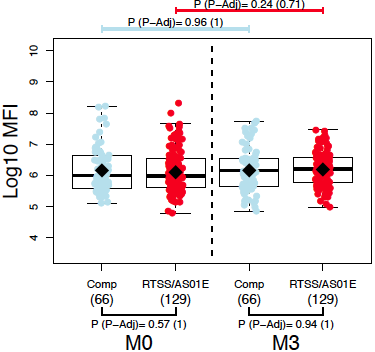 P (P-Adj)= 0.24 (0.71)
P (P-Adj)= 0.96 (1)
Log10 MFI
10
9
8
7
6
5
4
Comp RTSS/AS01E Comp RTSS/AS01E
(66) (129) (66) (129)
P (P-Adj)= 0.57 (1) P (P-Adj)= 0.94 (1)
M0 M3